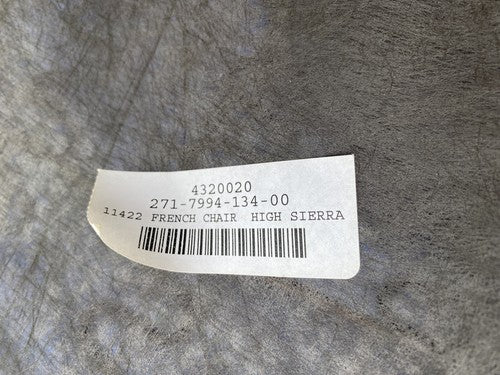 4320020
271-7994-134-00
11422 FRENCH CHAIR HIGH SIERRA